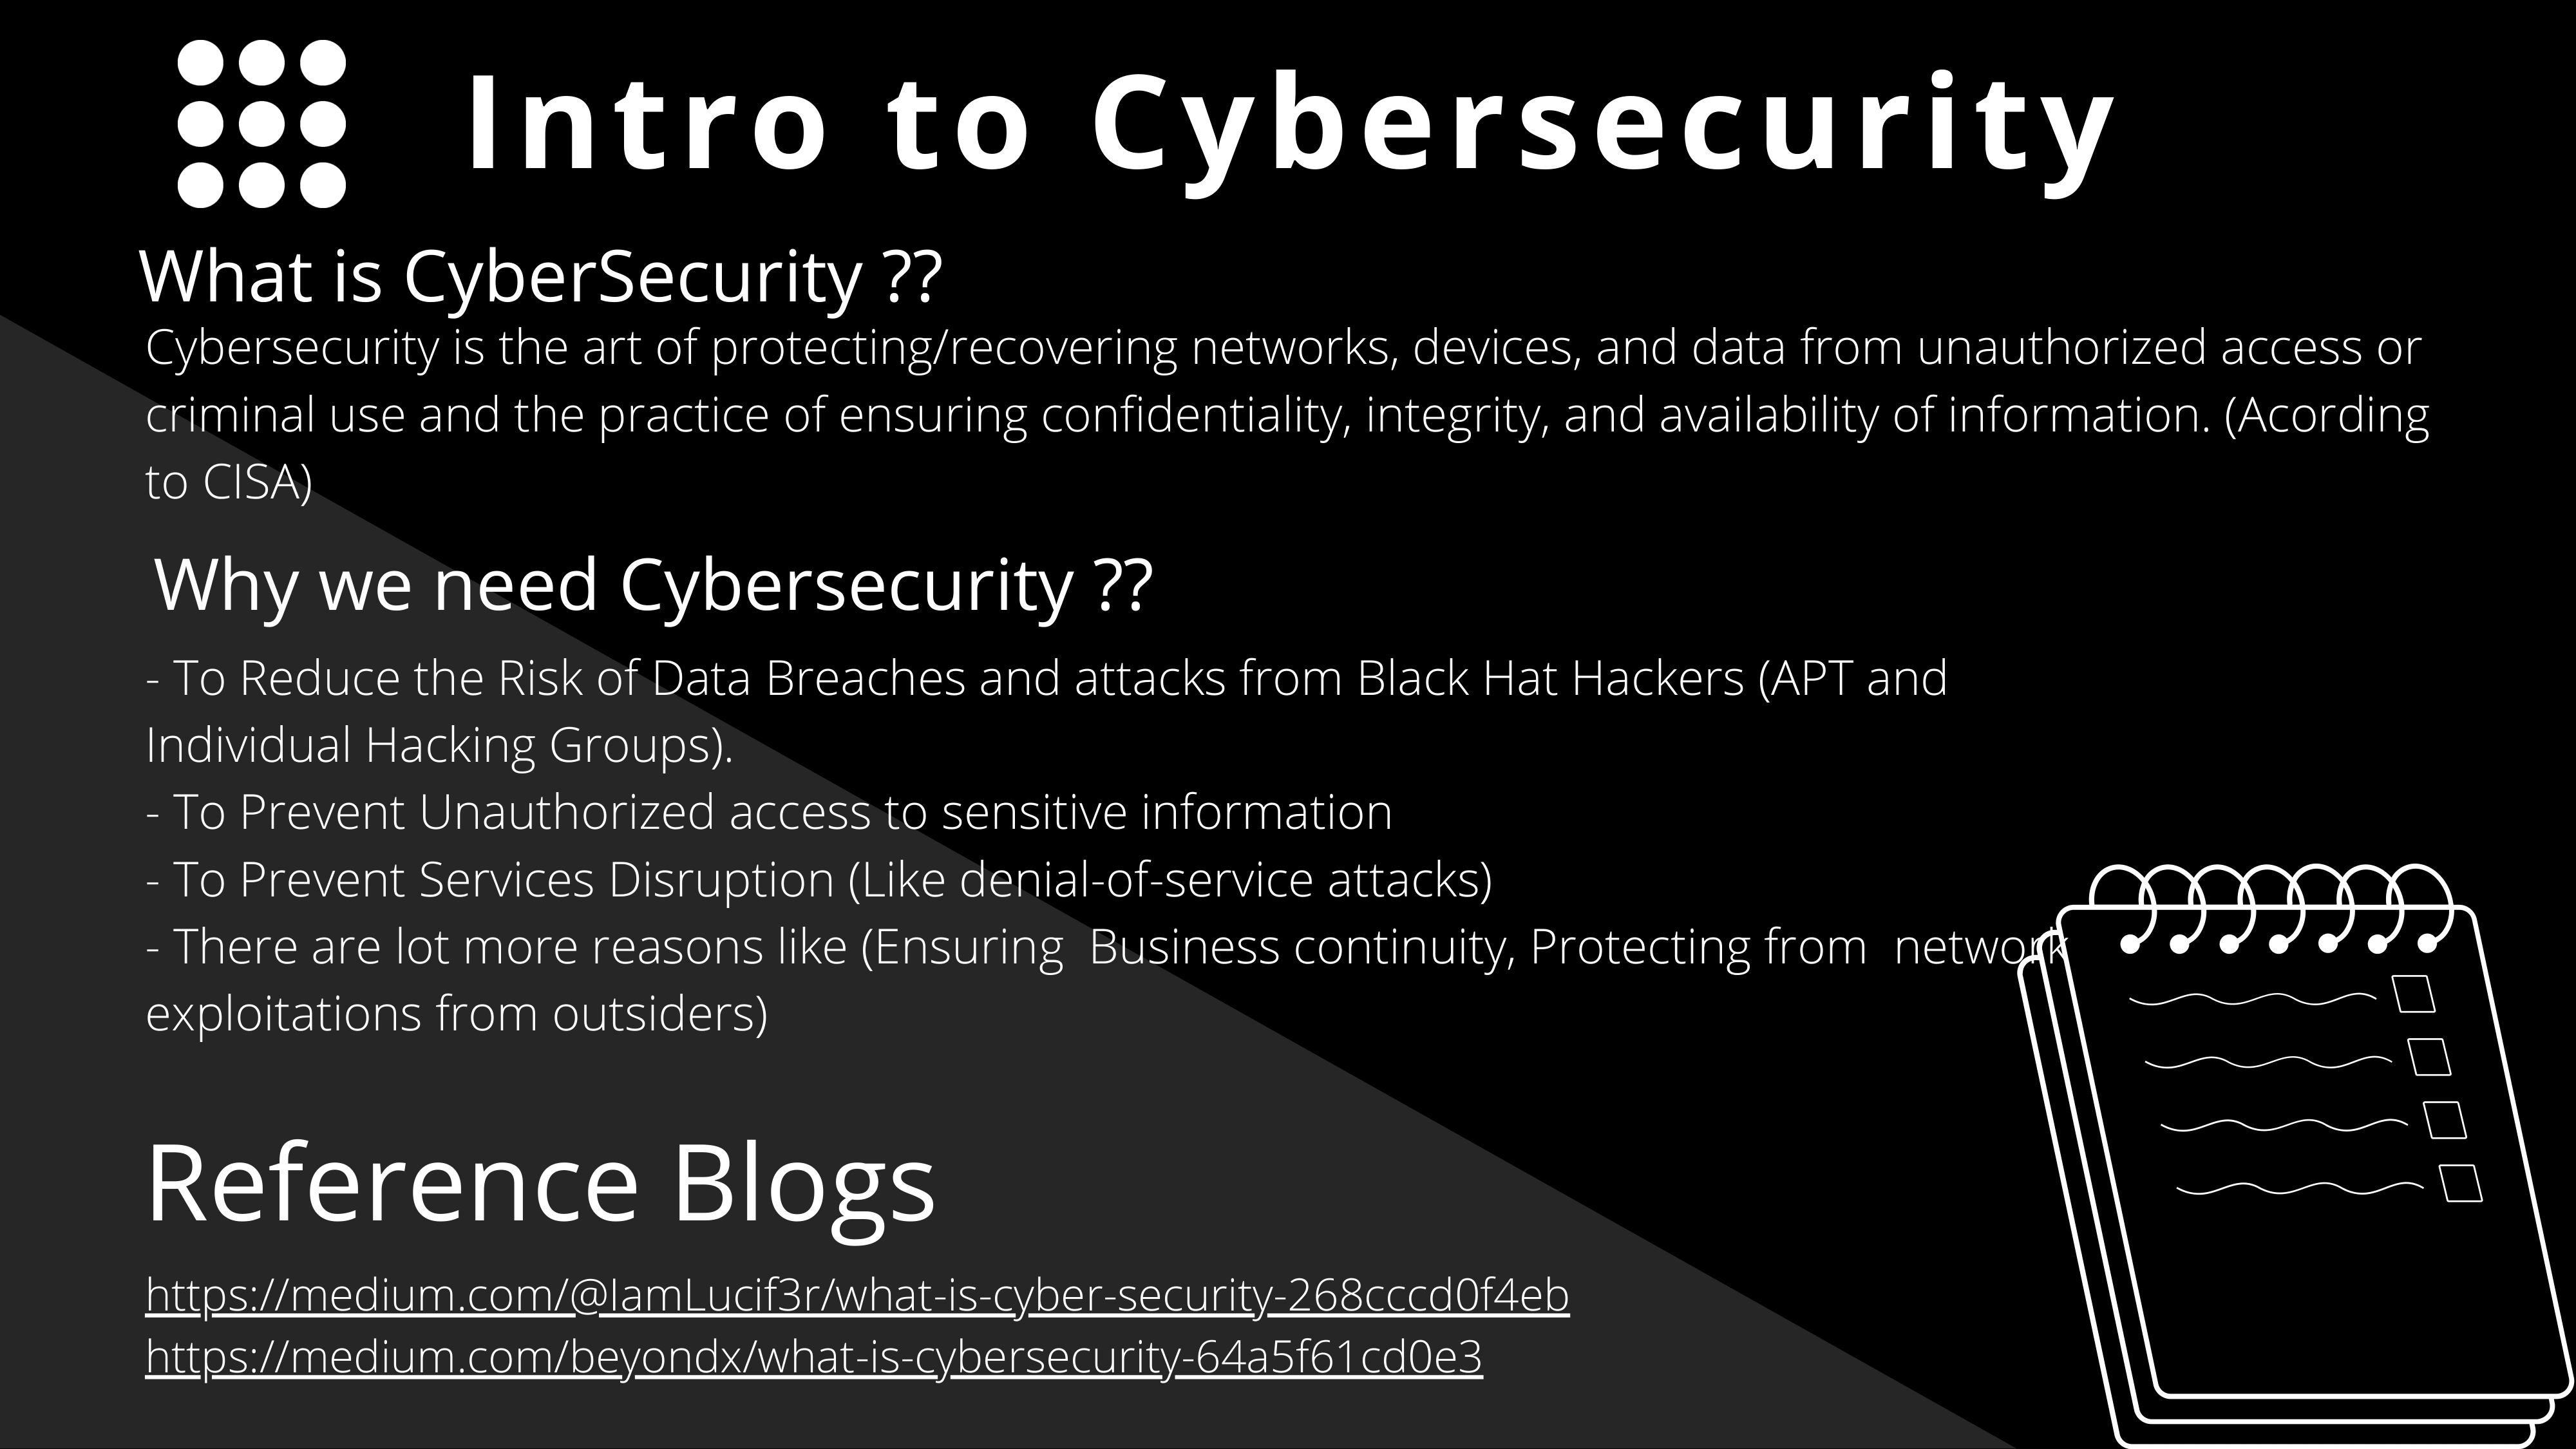 Intro to Cybersecurity
What is CyberSecurity ??
Cybersecurity is the art of protecting/recovering networks, devices, and data from unauthorized access or
criminal use and the practice of ensuring confidentiality, integrity, and availability of information. (Acording
to CISA)
Why we need Cybersecurity ??
- To Reduce the Risk of Data Breaches and attacks from Black Hat Hackers (APT and
Individual Hacking Groups).
- To Prevent Unauthorized access to sensitive information
- To Prevent Services Disruption (Like denial-of-service attacks)
- There are lot more reasons like (Ensuring  Business continuity, Protecting from  network
exploitations from outsiders)
Reference Blogs
https://medium.com/@IamLucif3r/what-is-cyber-security-268cccd0f4eb
https://medium.com/beyondx/what-is-cybersecurity-64a5f61cd0e3